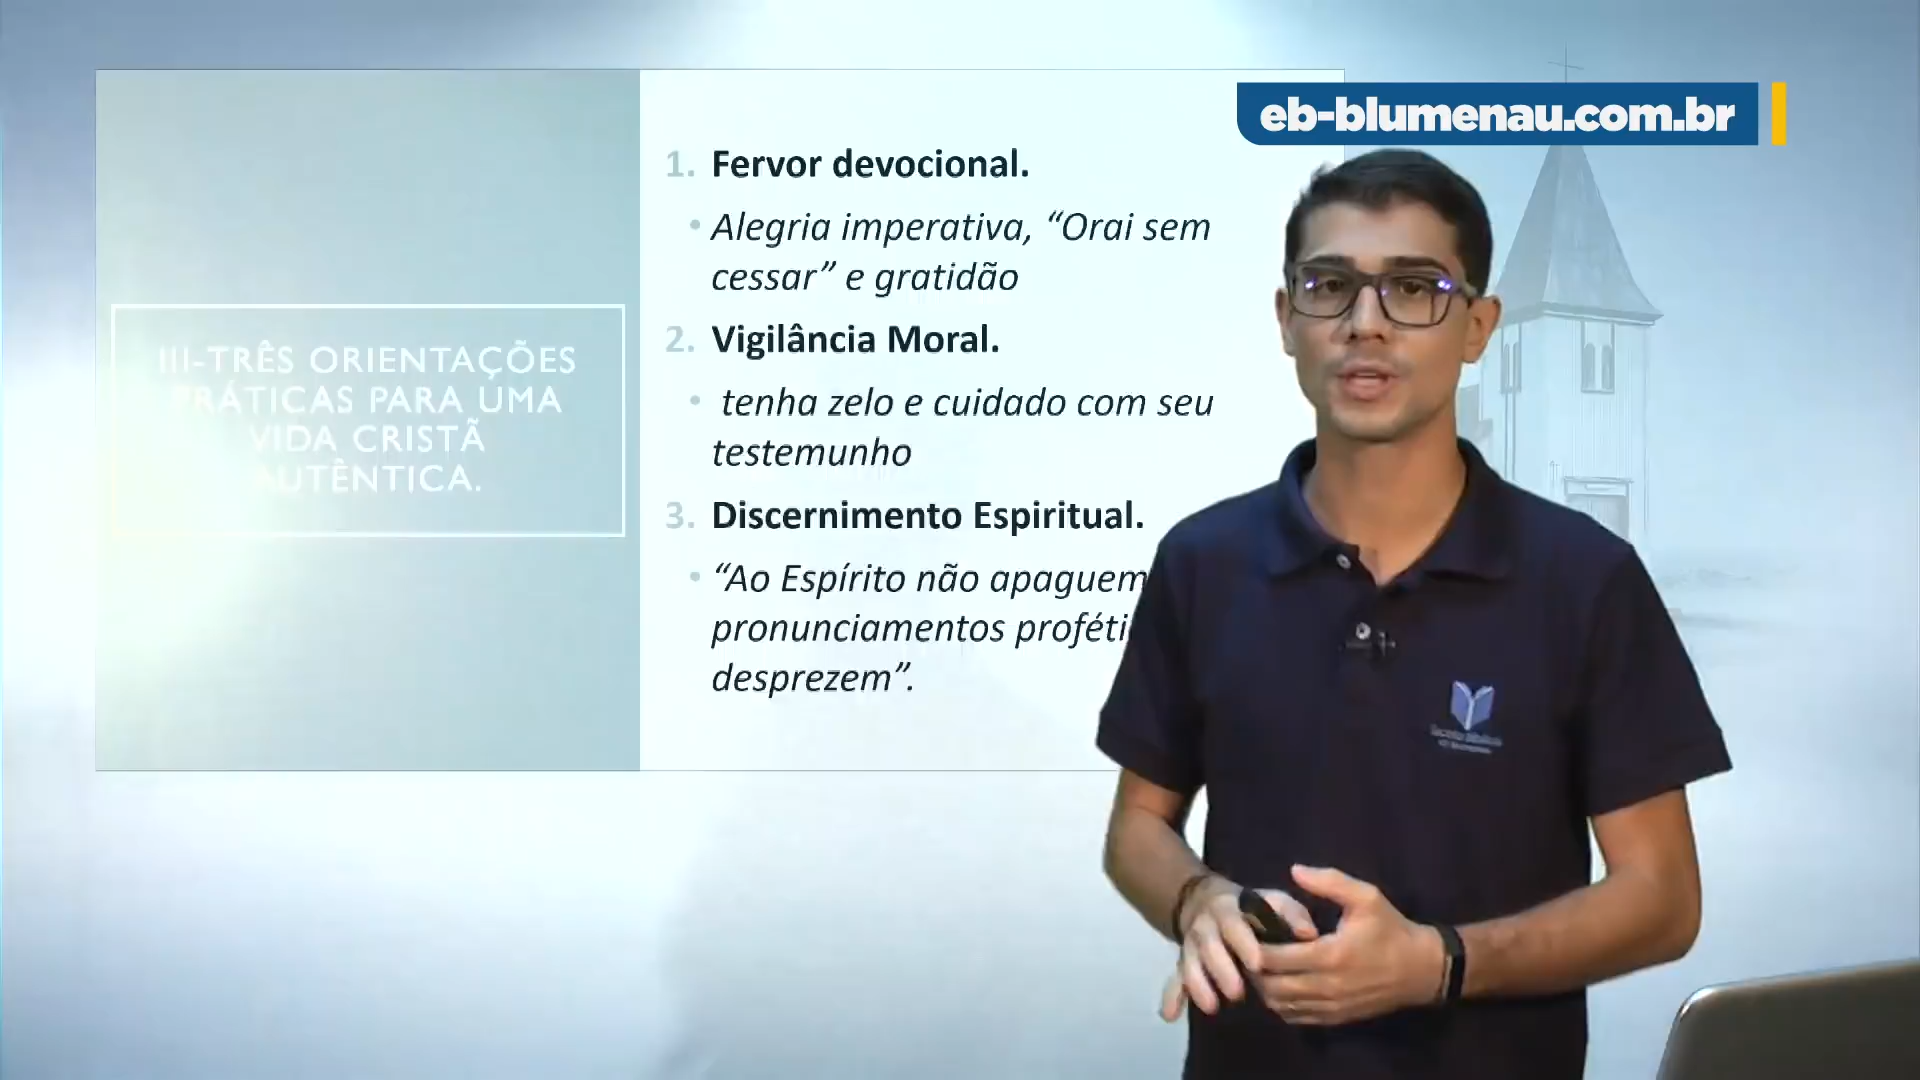 eb-blumenau.com.br
III-TRÊS ORIENTAÇÕES
PRÁTICAS PARA UMA
VIDA CRISTÃ
AUTÊNTICA.
1. Fervor devocional.
• Alegria imperativa, “Orai sem
cessar” e gratidão
2. Vigilância Moral.
• tenha zelo e cuidado com seu
testemunho
3. Discernimento Espiritual.
• “Ao Espírito não apaguem
pronunciamentos proféti
desprezem”.